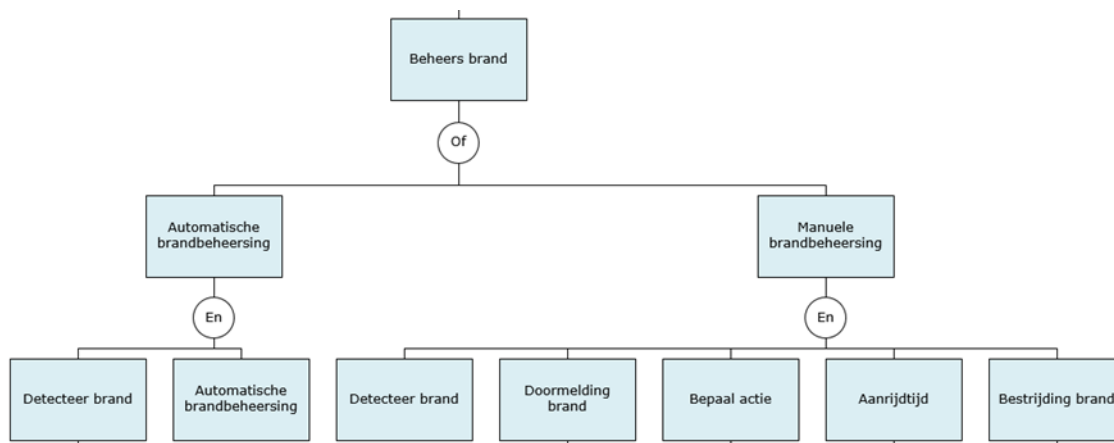 Beheers brand
Of
Automatische
brandbeheersing
Manuele
brandbeheersing
En
En
Detecteer brand
Automatische
brandbeheersing
Detecteer brand
Doormelding
brand
Bepaal actie
Aanrijdtijd
Bestrijding brand